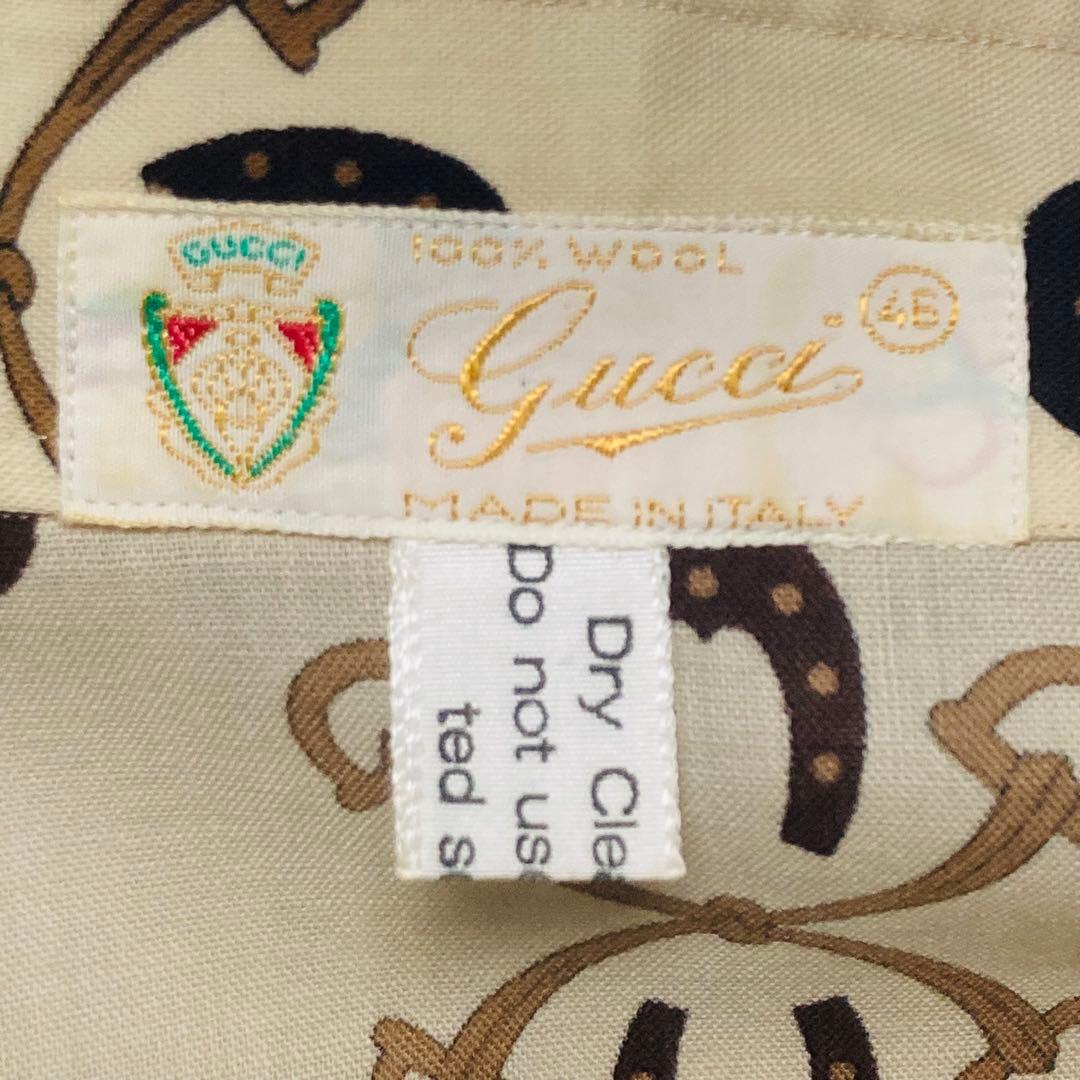 GUCCI
100% WOOL
Gucci
46
MADE IN ITALY
Dry Cle
Do not us
ted s